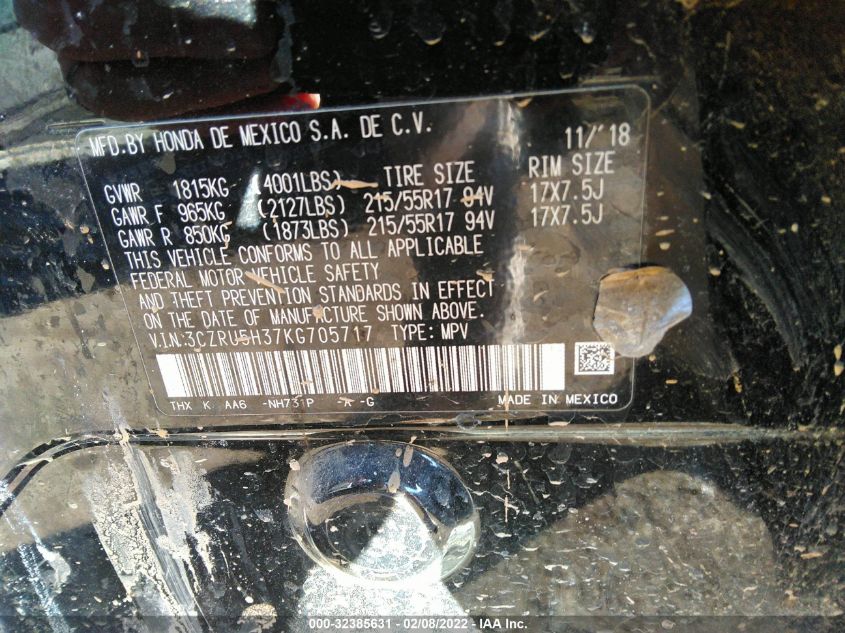 MFD.BY HONDA DE MEXICO S.A. DE C.V. 11/'18
GVWR 1815KG (4001LBS) TIRE SIZE RIM SIZE
GAWR F 965KG (2127LBS) 215/55R17 94V 17X7.5J
GAWR R 850KG (1873LBS) 215/55R17 94V 17X7.5J
THIS VEHICLE CONFORMS TO ALL APPLICABLE
FEDERAL MOTOR VEHICLE SAFETY
AND THEFT PREVENTION STANDARDS IN EFFECT
ON THE DATE OF MANUFACTURE SHOWN ABOVE.
V.I.N:3CZRU5H37KG705717 TYPE: MPV
THX K AA6 -NH731P -A -G MADE IN MEXICO
000-32385631 - 02/08/2022 - IAA Inc.